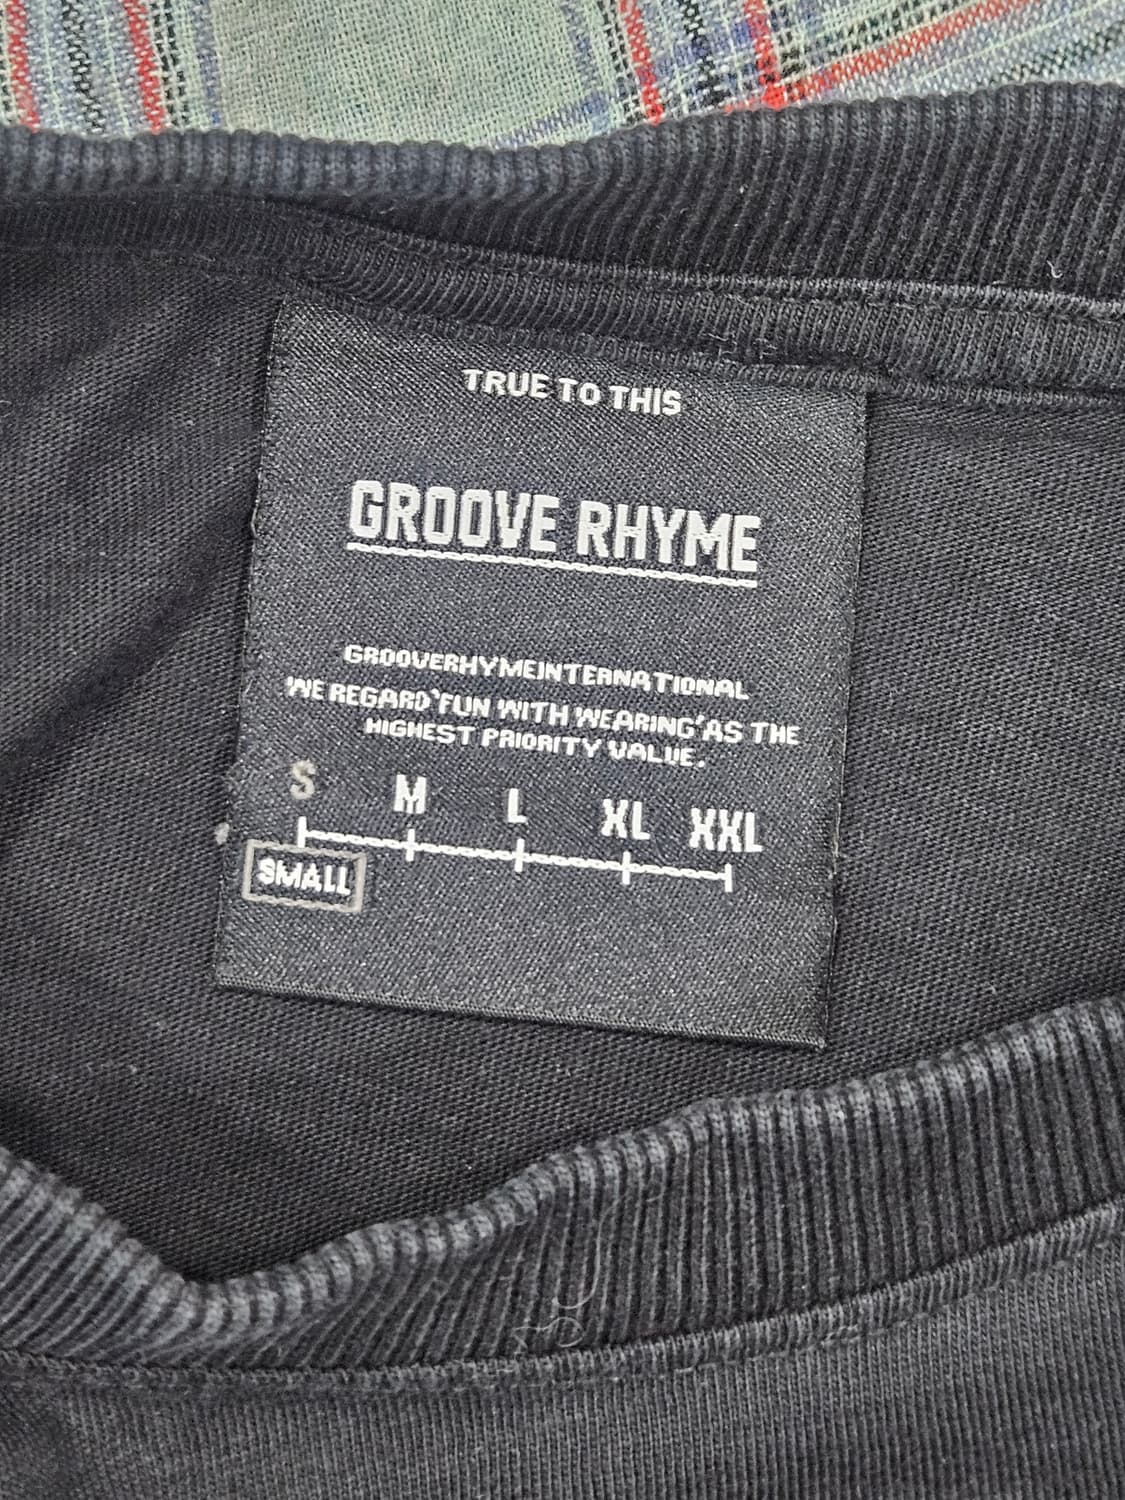 TRUE TO THIS
GROOVE RHYME
GROOVERHYMEINTERNATIONAL
WE REGARD'FUN WITH WEARING'AS THE
HIGHEST PRIORITY VALUE.
S M L XL XXL
SMALL